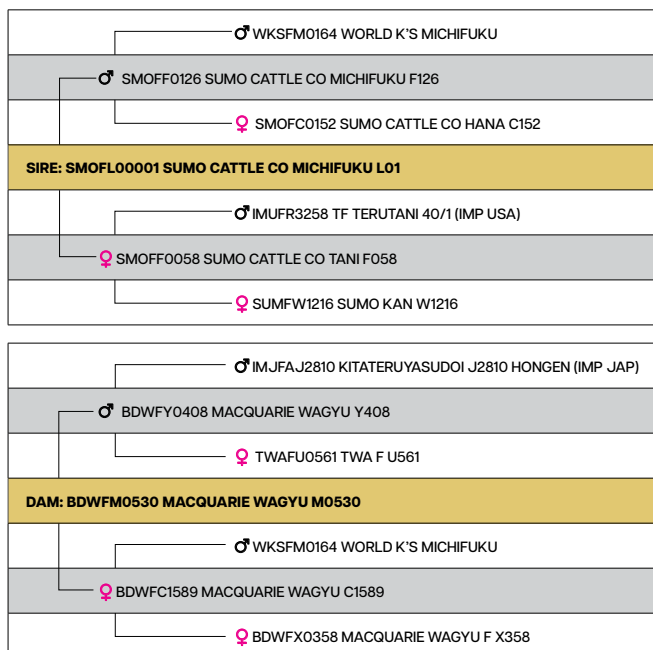 ♂ WKSFM0164 WORLD K'S MICHIFUKU
♂ SMOFF0126 SUMO CATTLE CO MICHIFUKU F126
♀ SMOFC0152 SUMO CATTLE CO HANA C152
SIRE: SMOFL00001 SUMO CATTLE CO MICHIFUKU L01
♂ IMUFR3258 TF TERUTANI 40/1 (IMP USA)
♀ SMOFF0058 SUMO CATTLE CO TANI F058
♀ SUMFW1216 SUMO KAN W1216
♂ IMJFAJ2810 KITATERUYASUDOI J2810 HONGEN (IMP JAP)
♂ BDWFY0408 MACQUARIE WAGYU Y408
♀ TWAFU0561 TWA F U561
DAM: BDWFM0530 MACQUARIE WAGYU M0530
♂ WKSFM0164 WORLD K'S MICHIFUKU
♀ BDWFC1589 MACQUARIE WAGYU C1589
♀ BDWFX0358 MACQUARIE WAGYU F X358